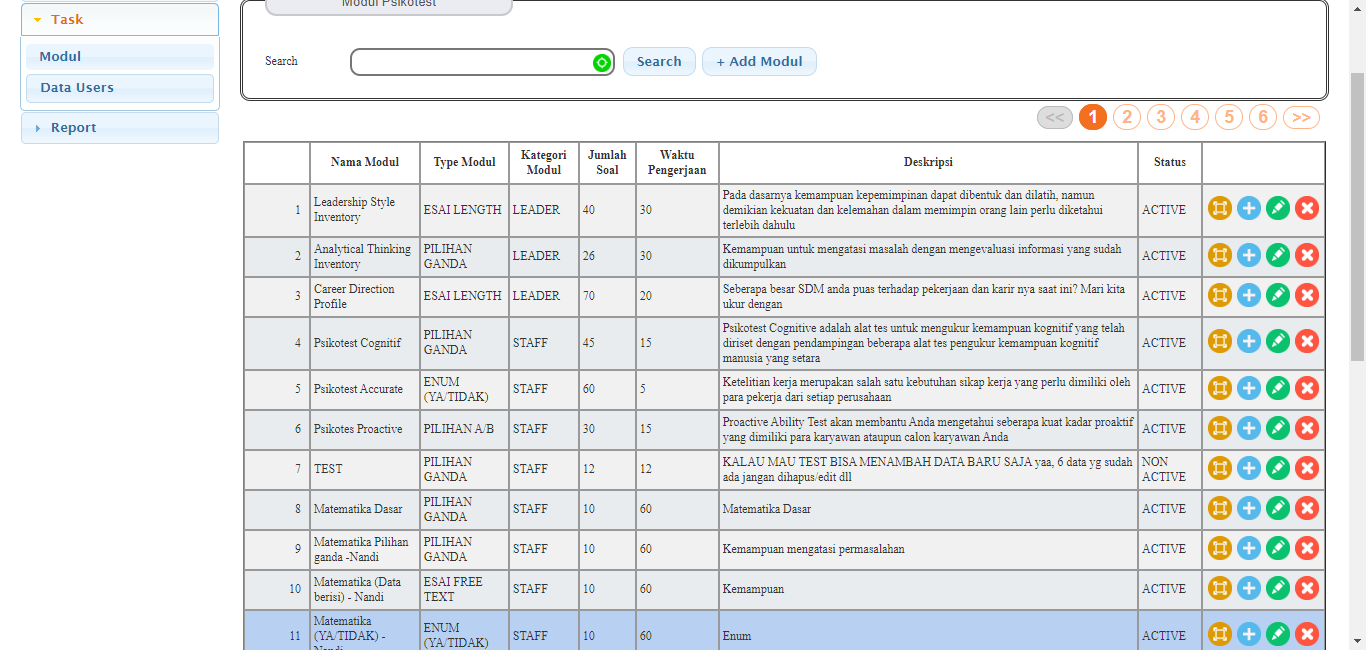 Modul Psikotest
Task
Modul
Data Users
Report
Search
Search
+ Add Modul
<< 1 2 3 4 5 6 >>
Nama Modul Type Modul Kategori Modul Jumlah Soal Waktu Pengerjaan Deskripsi Status
1 Leadership Style Inventory ESAI LENGTH LEADER 40 30 Pada dasarnya kemampuan kepemimpinan dapat dibentuk dan dilatih, namun demikian kekuatan dan kelemahan dalam memimpin orang lain perlu diketahui terlebih dahulu ACTIVE
2 Analytical Thinking Inventory PILIHAN GANDA LEADER 26 30 Kemampuan untuk mengatasi masalah dengan mengevaluasi informasi yang sudah dikumpulkan ACTIVE
3 Career Direction Profile ESAI LENGTH LEADER 70 20 Seberapa besar SDM anda puas terhadap pekerjaan dan karir nya saat ini? Mari kita ukur dengan ACTIVE
4 Psikotest Cognitif PILIHAN GANDA STAFF 45 15 Psikotest Cognitive adalah alat tes untuk mengukur kemampuan kognitif yang telah diriset dengan pendampingan beberapa alat tes pengukur kemampuan kognitif manusia yang setara ACTIVE
5 Psikotest Accurate ENUM (YA/TIDAK) STAFF 60 5 Ketelitian kerja merupakan salah satu kebutuhan sikap kerja yang perlu dimiliki oleh para pekerja dari setiap perusahaan ACTIVE
6 Psikotes Proactive PILIHAN A/B STAFF 30 15 Proactive Ability Test akan membantu Anda mengetahui seberapa kuat kadar proaktif yang dimiliki para karyawan ataupun calon karyawan Anda ACTIVE
7 TEST PILIHAN GANDA STAFF 12 12 KALAU MAU TEST BISA MENAMBAH DATA BARU SAJA yaa, 6 data yg sudah ada jangan dihapus/edit dll NON ACTIVE
8 Matematika Dasar PILIHAN GANDA STAFF 10 60 Matematika Dasar ACTIVE
9 Matematika Pilihan ganda -Nandi PILIHAN GANDA STAFF 10 60 Kemampuan mengatasi permasalahan ACTIVE
10 Matematika (Data berisi) - Nandi ESAI FREE TEXT STAFF 10 60 Kemampuan ACTIVE
11 Matematika (YA/TIDAK) - ENUM (YA/TIDAK) STAFF 10 60 Enum ACTIVE